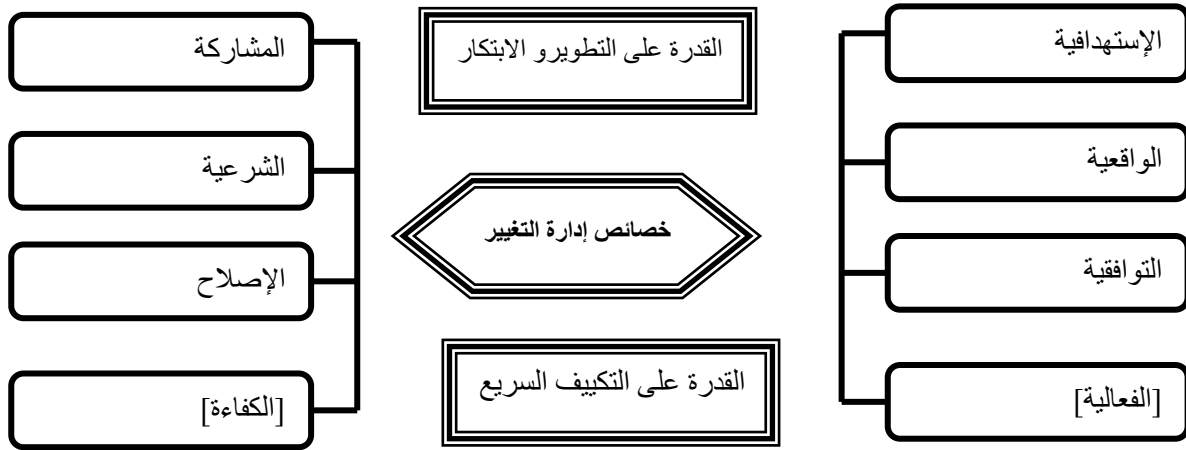 الإستهدافية
القدرة على التطويرو الابتكار
المشاركة
الواقعية
الشرعية
خصائص إدارة التغيير
التوافقية
الإصلاح
القدرة على التكييف السريع
[الفعالية]
[الكفاءة]